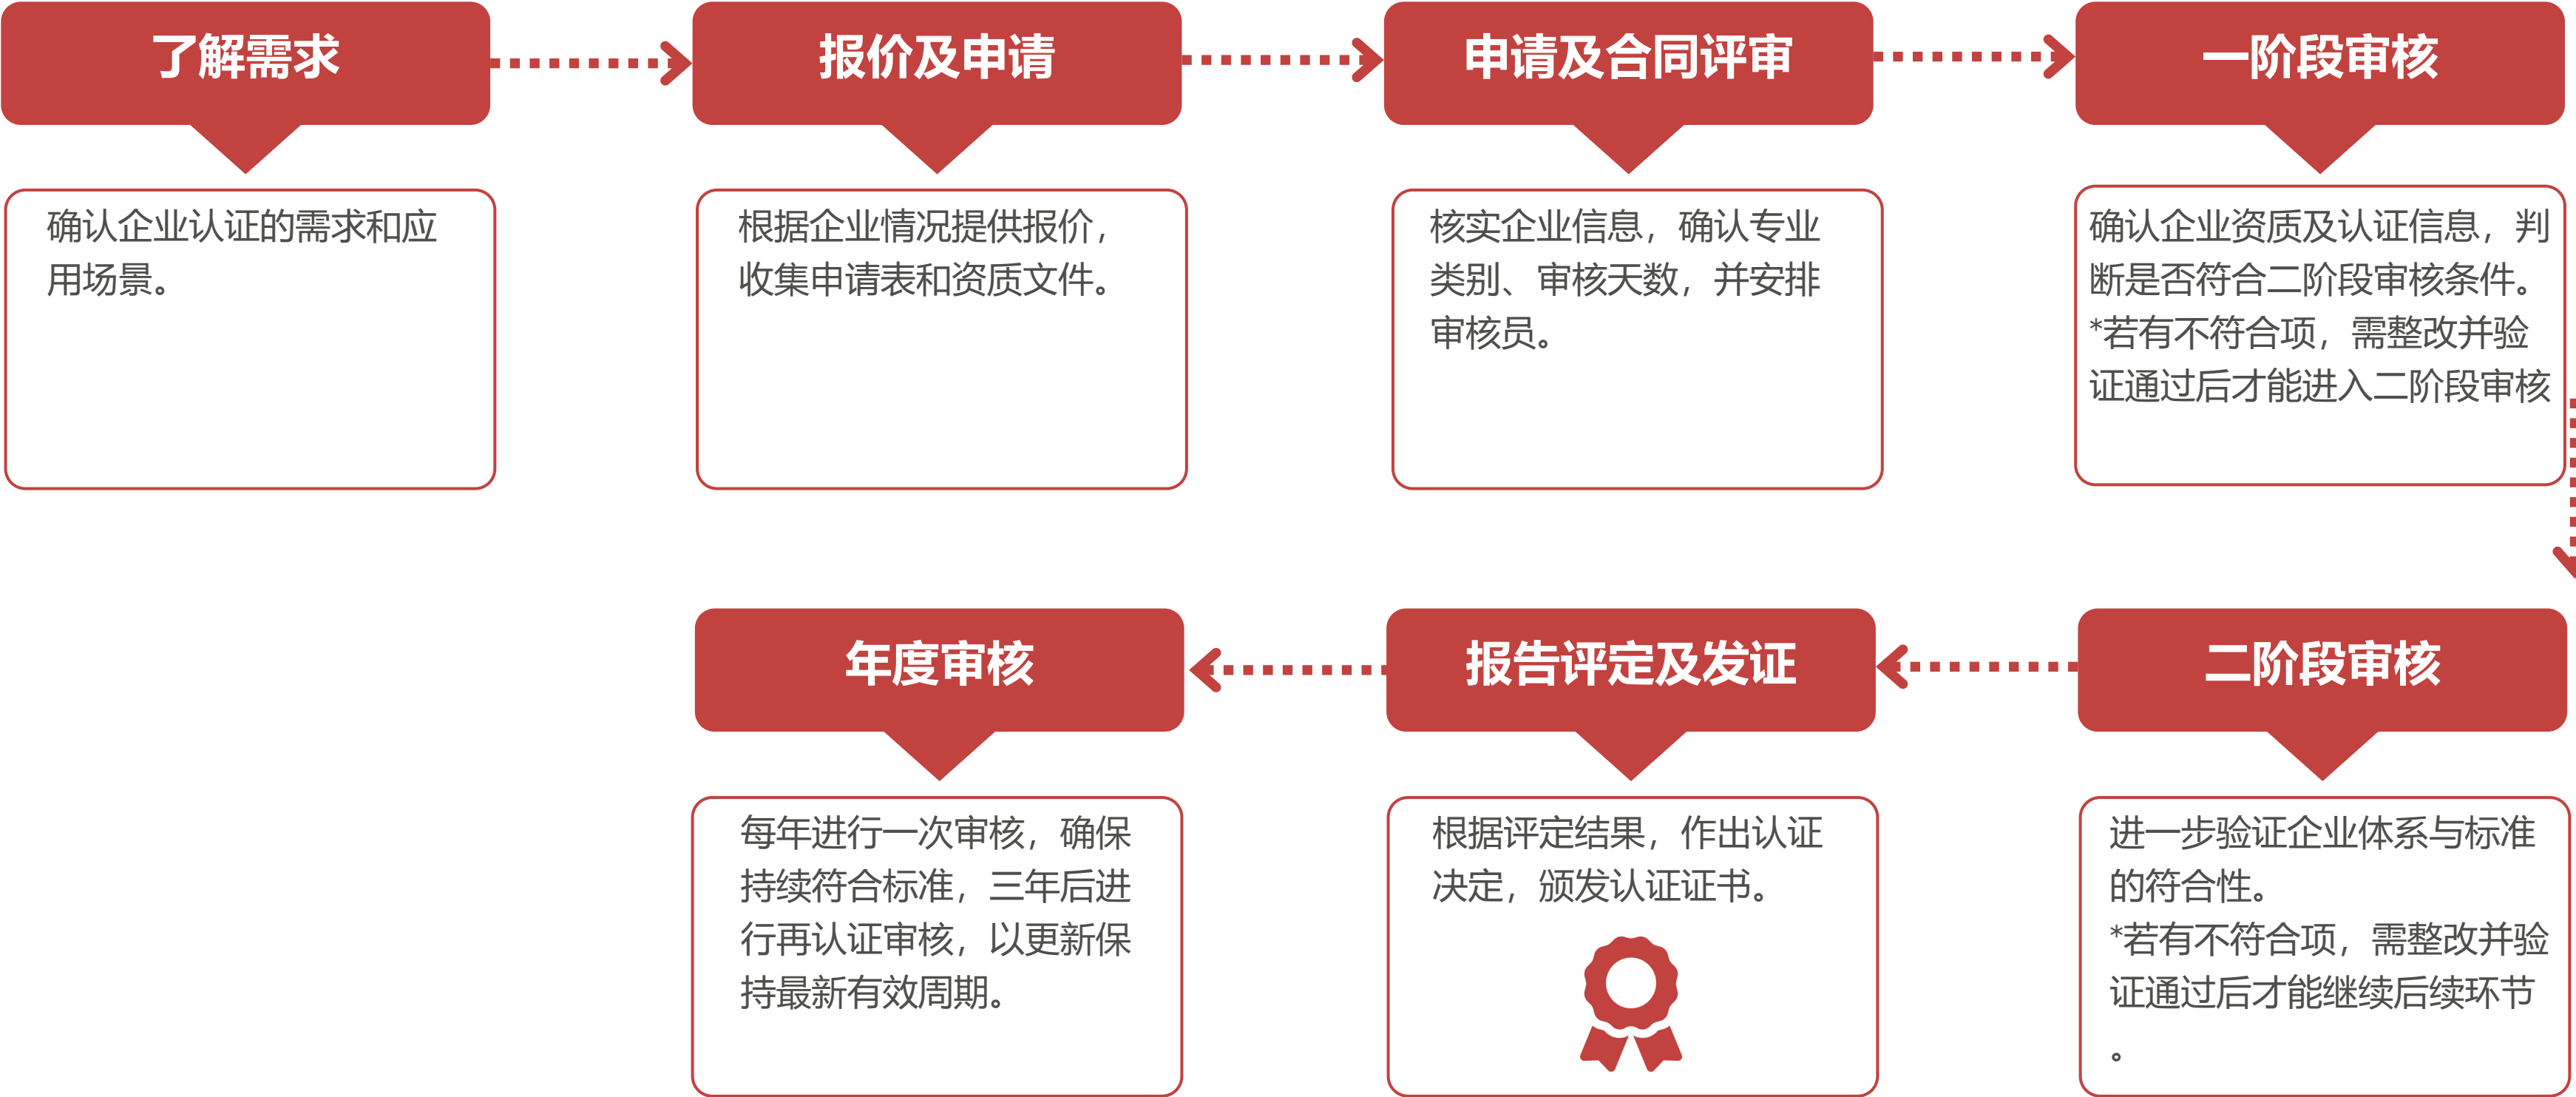 了解需求
确认企业认证的需求和应
用场景。
报价及申请
根据企业情况提供报价，
收集申请表和资质文件。
申请及合同评审
核实企业信息，确认专业
类别、审核天数，并安排
审核员。
一阶段审核
确认企业资质及认证信息，判
断是否符合二阶段审核条件。
*若有不符合项，需整改并验
证通过后才能进入二阶段审核
二阶段审核
进一步验证企业体系与标准
的符合性。
*若有不符合项，需整改并验
证通过后才能继续后续环节
。
报告评定及发证
根据评定结果，作出认证
决定，颁发认证证书。
年度审核
每年进行一次审核，确保
持续符合标准，三年后进
行再认证审核，以更新保
持最新有效周期。